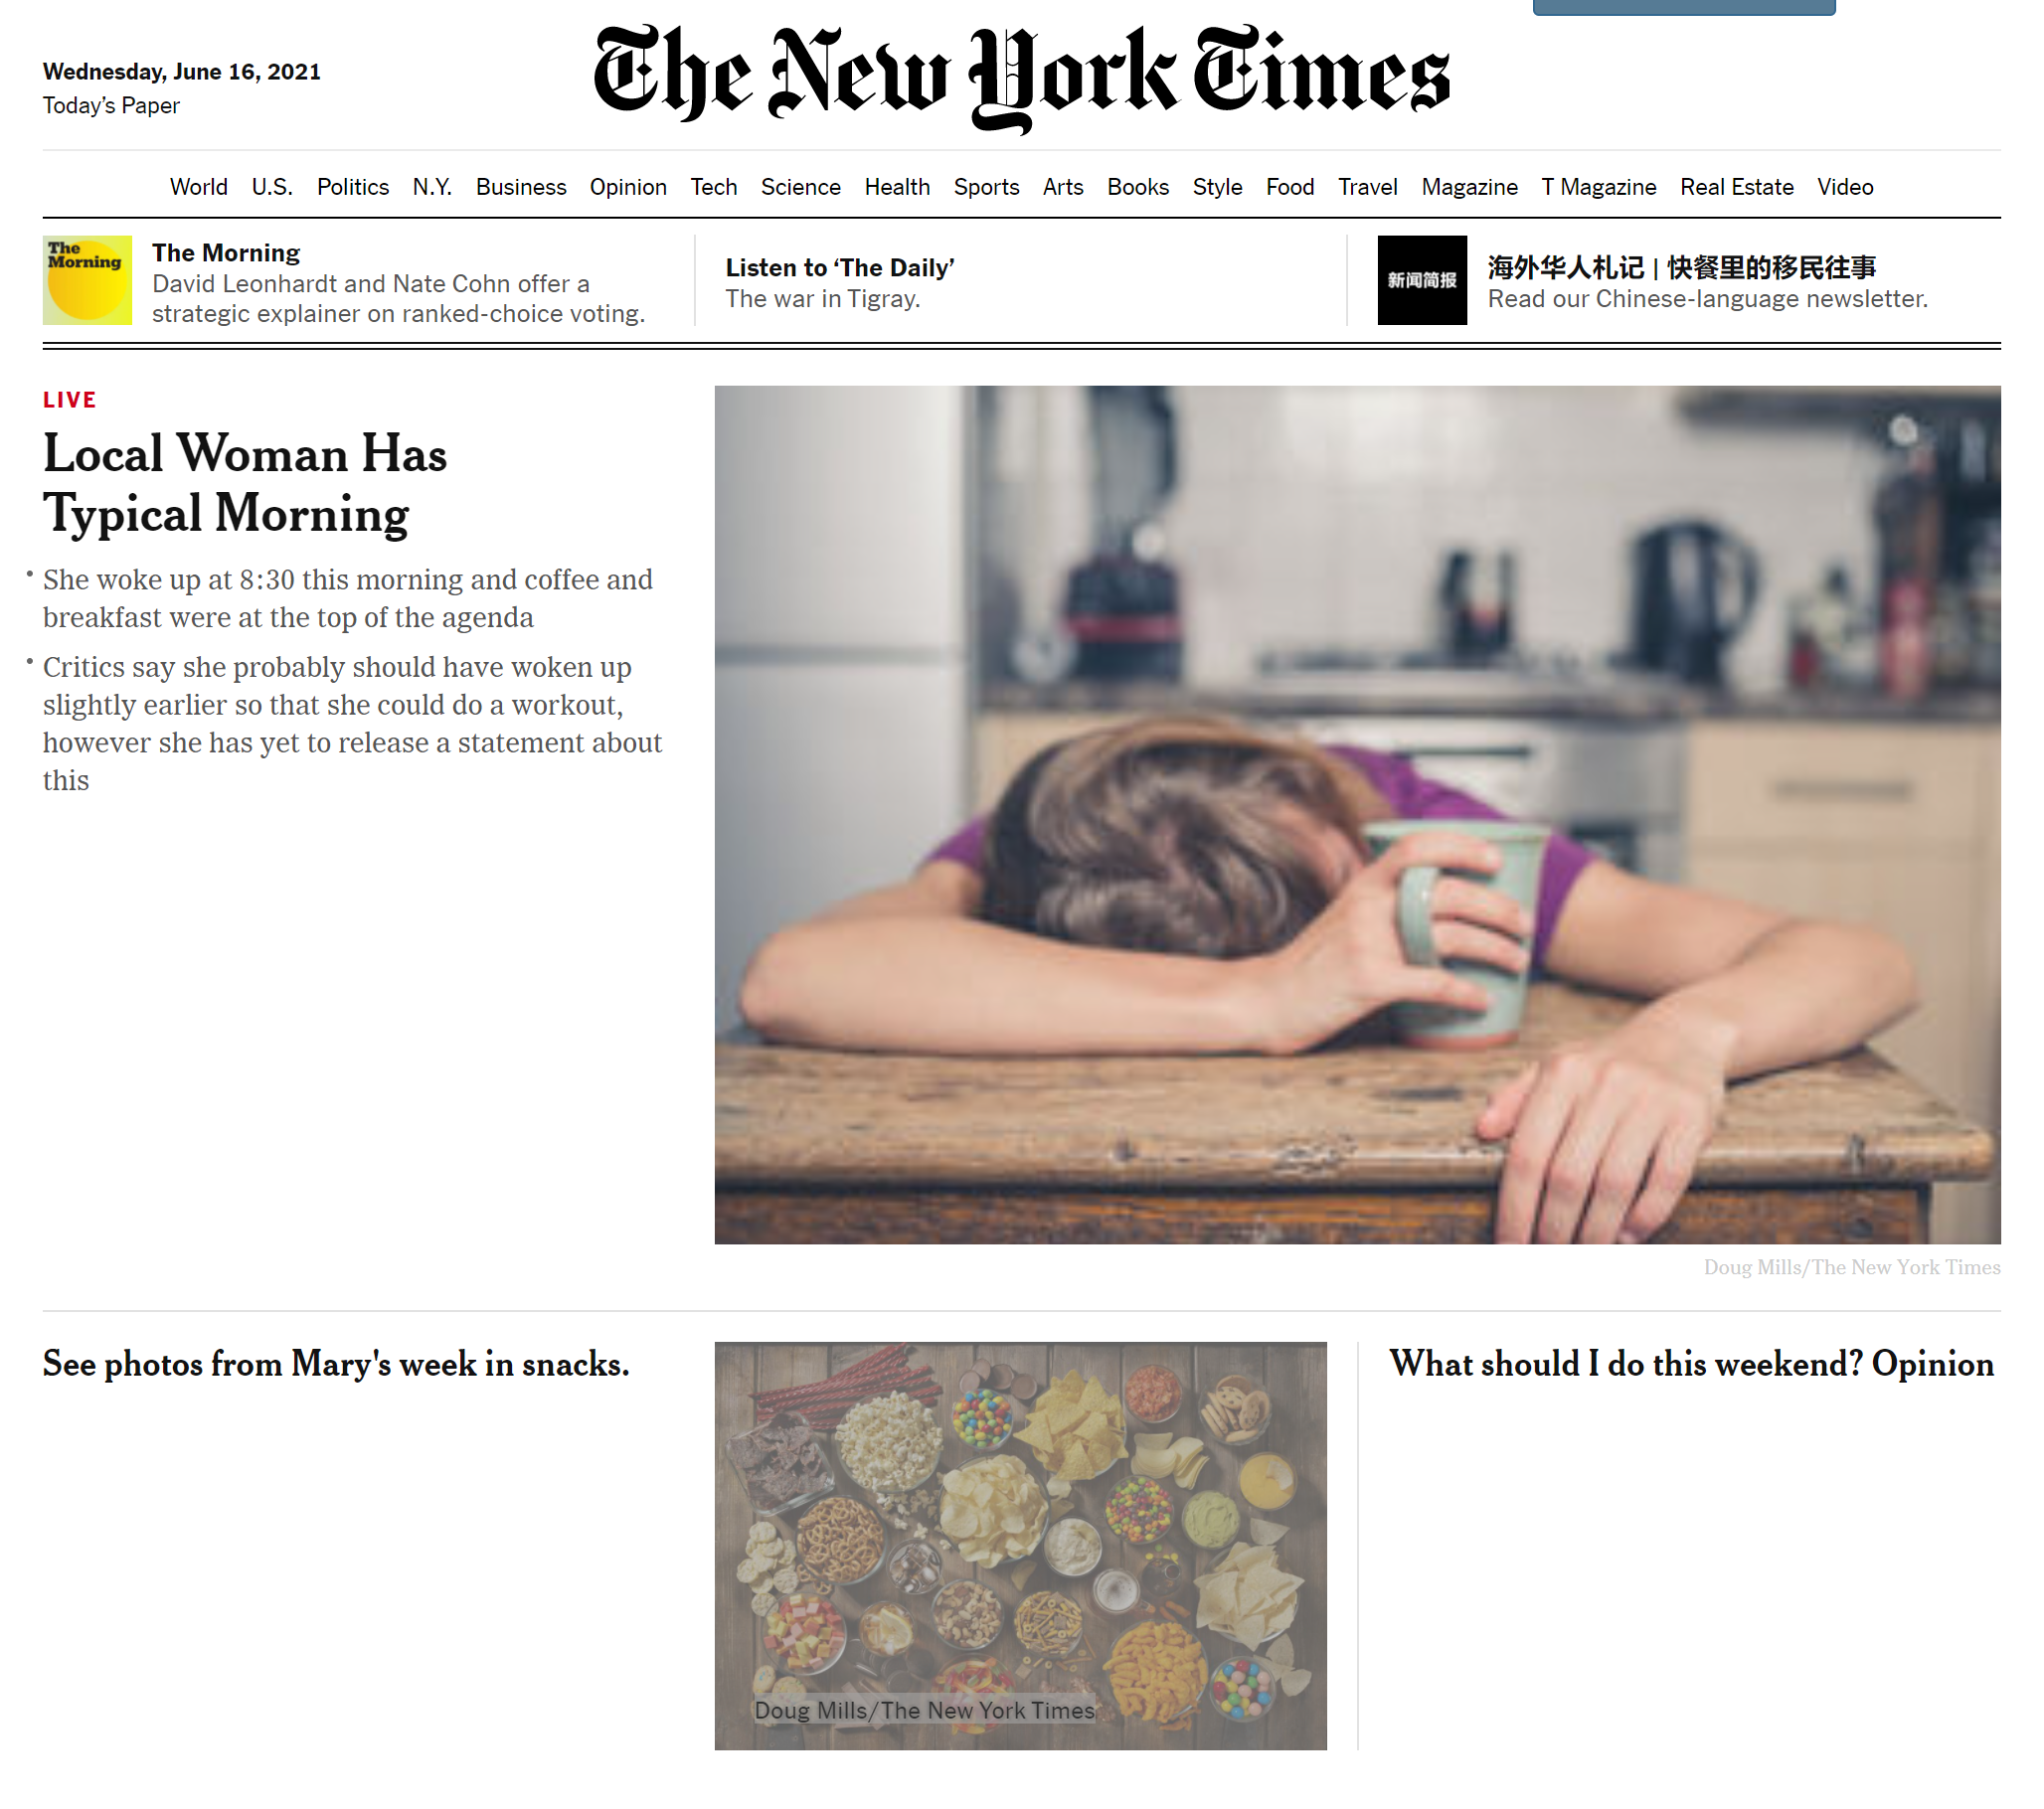 The New York Times
Wednesday, June 16, 2021
Today’s Paper
World U.S. Politics N.Y. Business Opinion Tech Science Health Sports Arts Books Style Food Travel Magazine T Magazine Real Estate Video
The
Morning
The Morning
David Leonhardt and Nate Cohn offer a
strategic explainer on ranked-choice voting.
Listen to ‘The Daily’
The war in Tigray.
新闻简报
海外华人札记 | 快餐里的移民往事
Read our Chinese-language newsletter.
LIVE
Local Woman Has
Typical Morning
• She woke up at 8:30 this morning and coffee and
breakfast were at the top of the agenda
• Critics say she probably should have woken up
slightly earlier so that she could do a workout,
however she has yet to release a statement about
this
Doug Mills/The New York Times
See photos from Mary's week in snacks.
Doug Mills/The New York Times
What should I do this weekend? Opinion